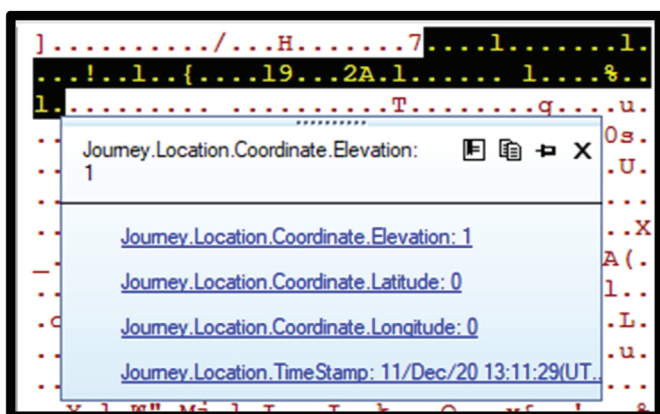 ]........../...H.......7....l.......l.
...!..l..{....l9...2A.l...... l....%..
l.......... ..........T........q....u.
Journey.Location.Coordinate.Elevation:
1
0s.
.U.
Journey.Location.Coordinate.Elevation: 1
..X
A(.
Journey.Location.Coordinate.Latitude: 0
l..
Journey.Location.Coordinate.Longitude: 0
.L.
.u.
Journey.Location.TimeStamp: 11/Dec/20 13:11:29(UT...